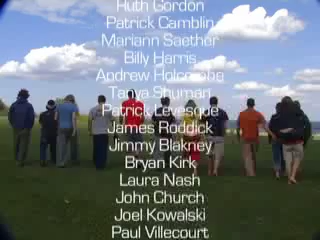 Ruth Gordon
Patrick Camblin
Mariann Saether
Billy Harris
Andrew Holcombe
Tanya Shuman
Patrick Levesque
James Roddick
Jimmy Blakney
Bryan Kirk
Laura Nash
John Church
Joel Kowalski
Paul Villecourt